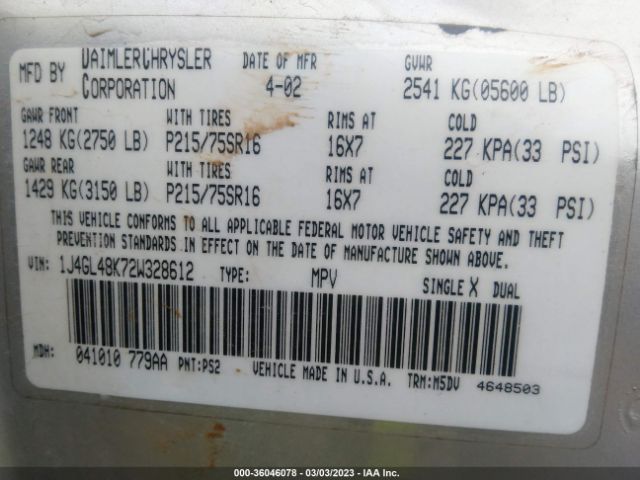 MFD BY DAIMLERCHRYSLER CORPORATION DATE OF MFR 4-02 GVWR 2541 KG(05600 LB)
GAWR FRONT WITH TIRES RIMS AT COLD
1248 KG(2750 LB) P215/75SR16 16X7 227 KPA(33 PSI)
GAWR REAR WITH TIRES RIMS AT COLD
1429 KG(3150 LB) P215/75SR16 16X7 227 KPA(33 PSI)
THIS VEHICLE CONFORMS TO ALL APPLICABLE FEDERAL MOTOR VEHICLE SAFETY AND THEFT
PREVENTION STANDARDS IN EFFECT ON THE DATE OF MANUFACTURE SHOWN ABOVE.
VIN: 1J4GL48K72W328612 TYPE: MPV SINGLE X DUAL
MDH: 041010 779AA PNT:PS2 VEHICLE MADE IN U.S.A. TRM:M5DV 4648503
000-36046078 - 03/03/2023 - IAA Inc.